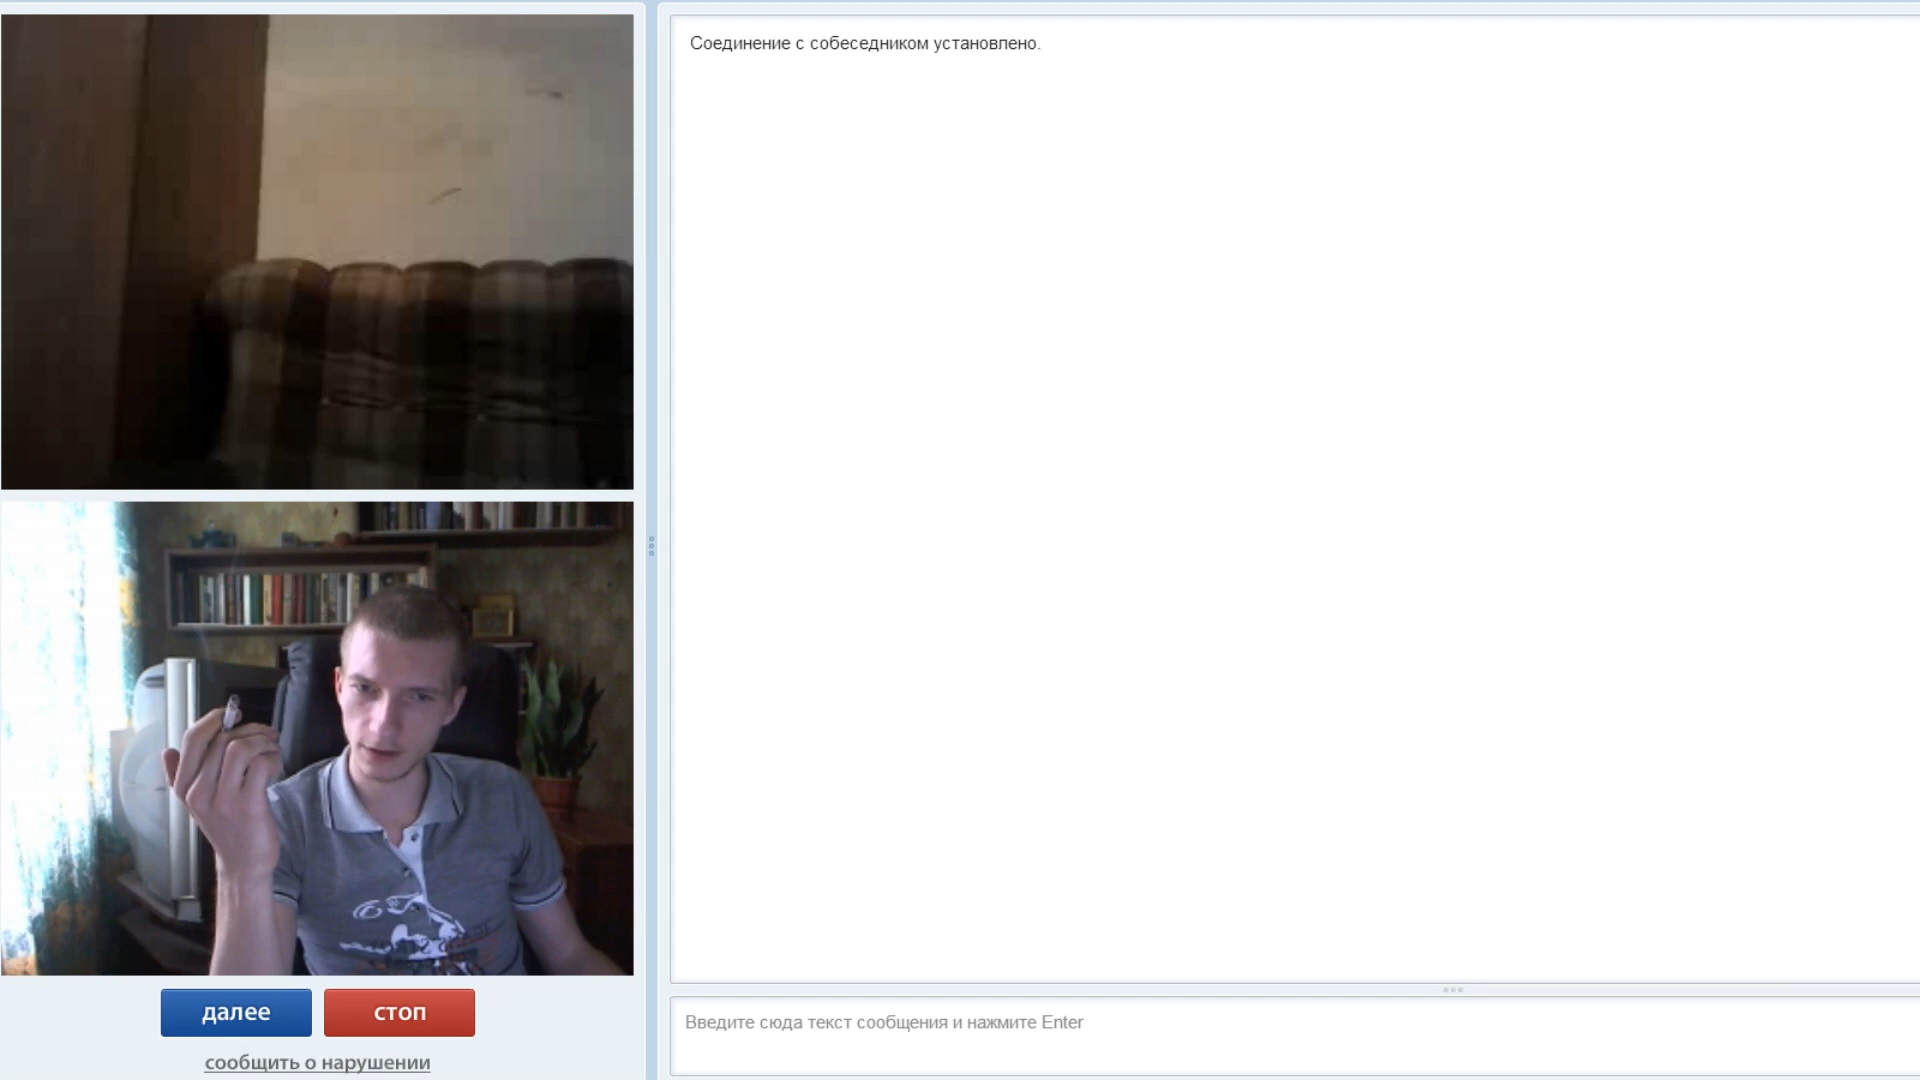 Соединение с собеседником установлено.
далее
стоп
сообщить о нарушении
Введите сюда текст сообщения и нажмите Enter